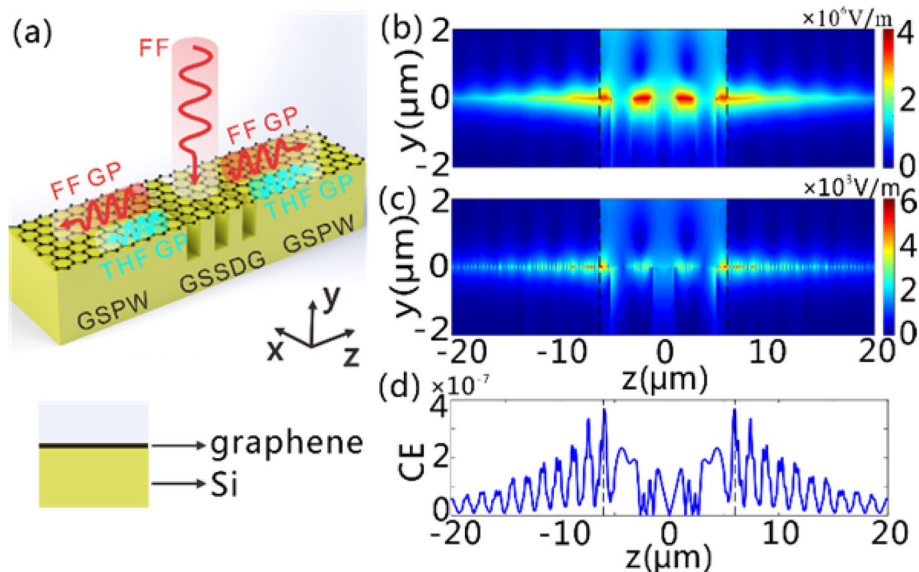 (a)
FF
FF GP
FF GP
THF GP
THF GP
GSPW
GSSDG
GSPW
y
x
z
graphene
Si
(b)
×10⁶V/m
y(μm)
2
0
-2
4
2
0
(c)
×10³V/m
y(μm)
2
0
-2
6
4
2
0
-20
-10
0
10
20
z(μm)
(d)
×10⁻⁷
CE
4
2
0
-20
-10
0
10
20
z(μm)